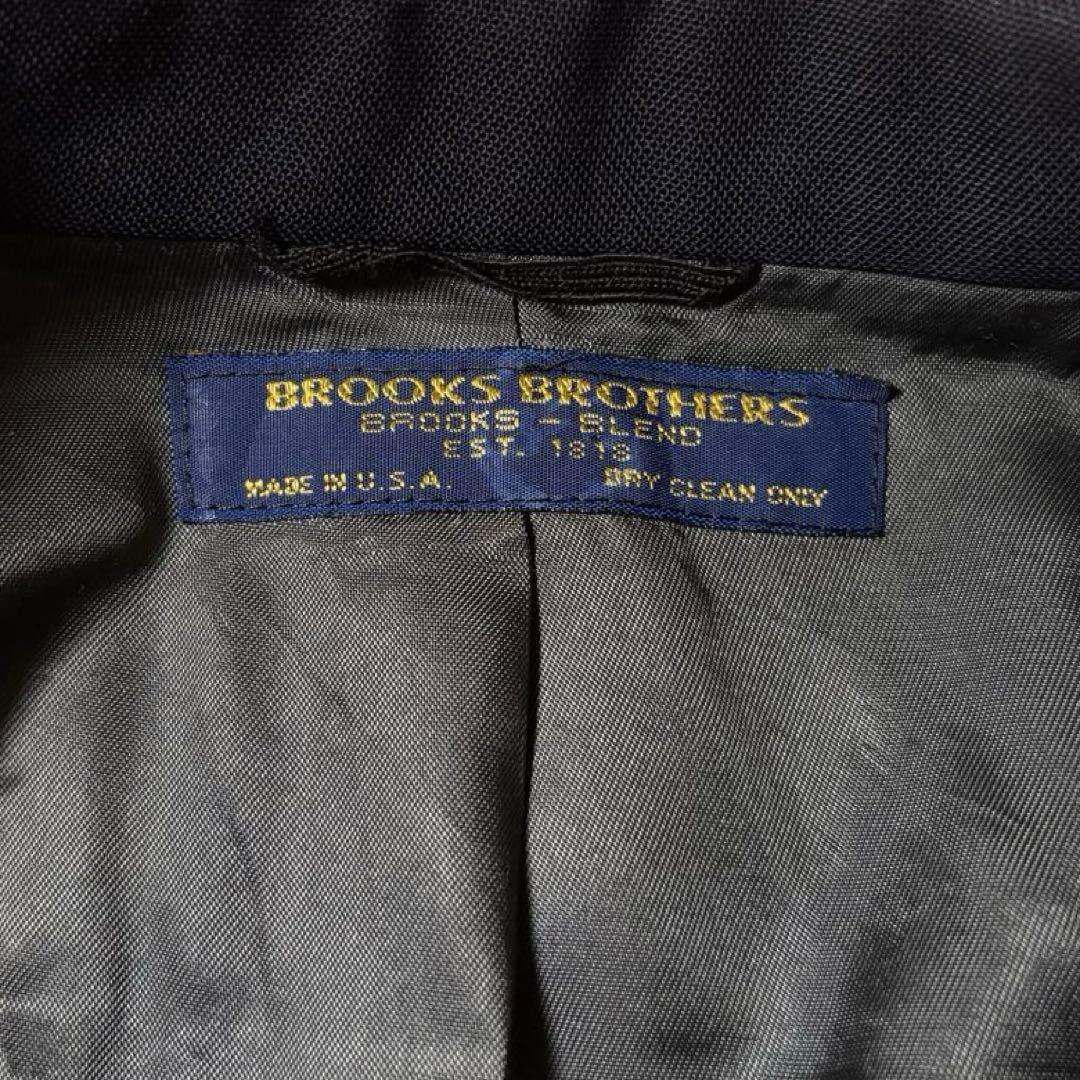 BROOKS BROTHERS
BROOKS - BLEND
EST. 1818
MADE IN U.S.A. DRY CLEAN ONLY